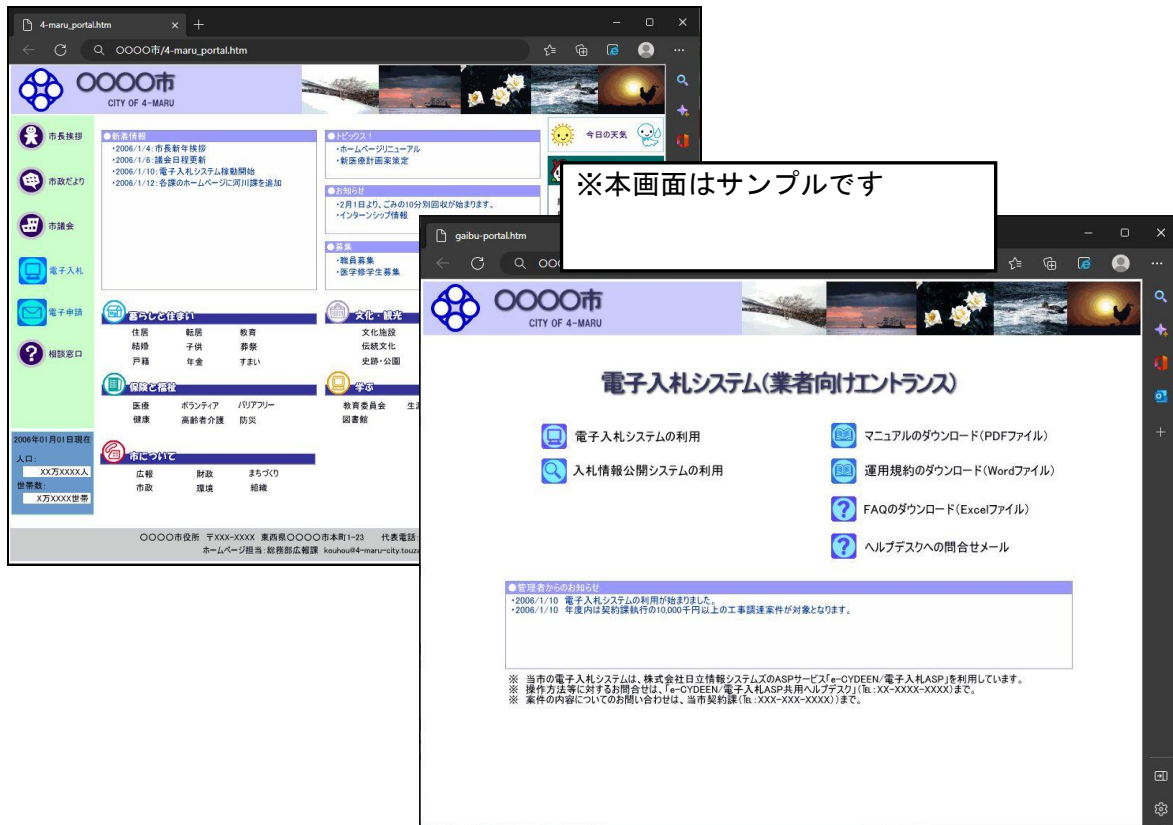 4-maru_portal.htm
〇〇〇〇市/4-maru_portal.htm
〇〇〇〇市
CITY OF 4-MARU
市長挨拶
市政だより
市議会
電子入札
電子申請
相談窓口
2006年01月01日現在
人口:
XX万XXXX人
世帯数:
X万XXXX世帯
●新着情報
・2006/1/4:市長新年挨拶
・2006/1/6:議会日程更新
・2006/1/10:電子入札システム稼動開始
・2006/1/12:各課のホームページに河川課を追加
●トピックス!
・ホームページリニューアル
・新医療計画案策定
●お知らせ
・2月1日より、ごみの10分別回収が始まります。
・インターンシップ情報
●募集
・職員募集
・医学修学生募集
今日の天気
暮らしと住まい
住居 転居 教育
結婚 子供 葬祭
戸籍 年金 すまい
文化・観光
文化施設
伝統文化
史跡・公園
保険と福祉
医療 ボランティア バリアフリー
健康 高齢者介護 防災
学ぶ
教育委員会
図書館
市について
広報 財政 まちづくり
市政 環境 組織
〇〇〇〇市役所 〒XXX-XXXX 東西県〇〇〇〇市本町1-23 代表電話:
ホームページ担当:総務部広報課 kouhou@4-maru-city.touza
※本画面はサンプルです
gaibu-portal.htm
〇〇〇〇市
CITY OF 4-MARU
電子入札システム(業者向けエントランス)
電子入札システムの利用
入札情報公開システムの利用
マニュアルのダウンロード(PDFファイル)
運用規約のダウンロード(Wordファイル)
FAQのダウンロード(Excelファイル)
ヘルプデスクへの問合せメール
●管理者からのお知らせ
・2006/1/10 電子入札システムの利用が始まりました。
・2006/1/10 年度内は契約課執行の10,000千円以上の工事調達案件が対象となります。
※ 当市の電子入札システムは、株式会社日立情報システムズのASPサービス「e-CYDEEN/電子入札ASP」を利用しています。
※ 操作方法等に対するお問合せは、「e-CYDEEN/電子入札ASP共用ヘルプデスク」(℡:XX-XXXX-XXXX)まで。
※ 案件の内容についてのお問い合わせは、当市契約課(℡:XXX-XXX-XXXX))まで。